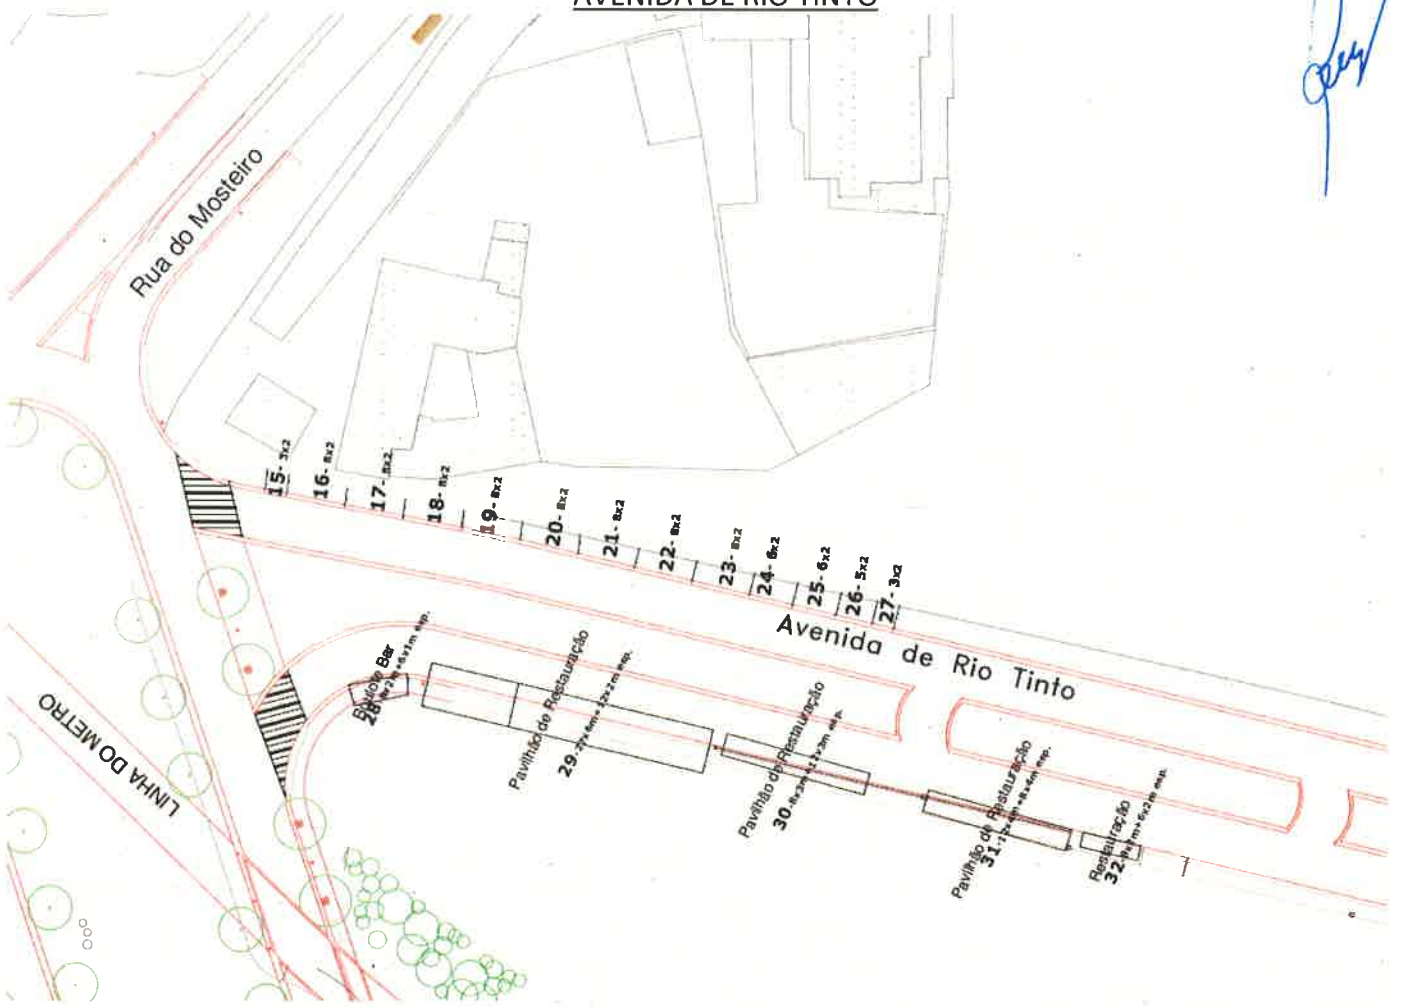 AVENIDA DE RIO TINTO
Rua do Mosteiro
15- 3x2
16- 8x2
17- 8x2
18- 8x2
19- 8x2
20- 8x2
21- 8x2
22- 8x2
23- 8x2
24- 6x2
25- 6x2
26- 5x2
27- 3x2
Avenida de Rio Tinto
LINHA DO METRO
Bar
28-
Pavilhão de Restauração
29-
Pavilhão de Restauração
30-
Pavilhão de Restauração
31-
Restauração
32-